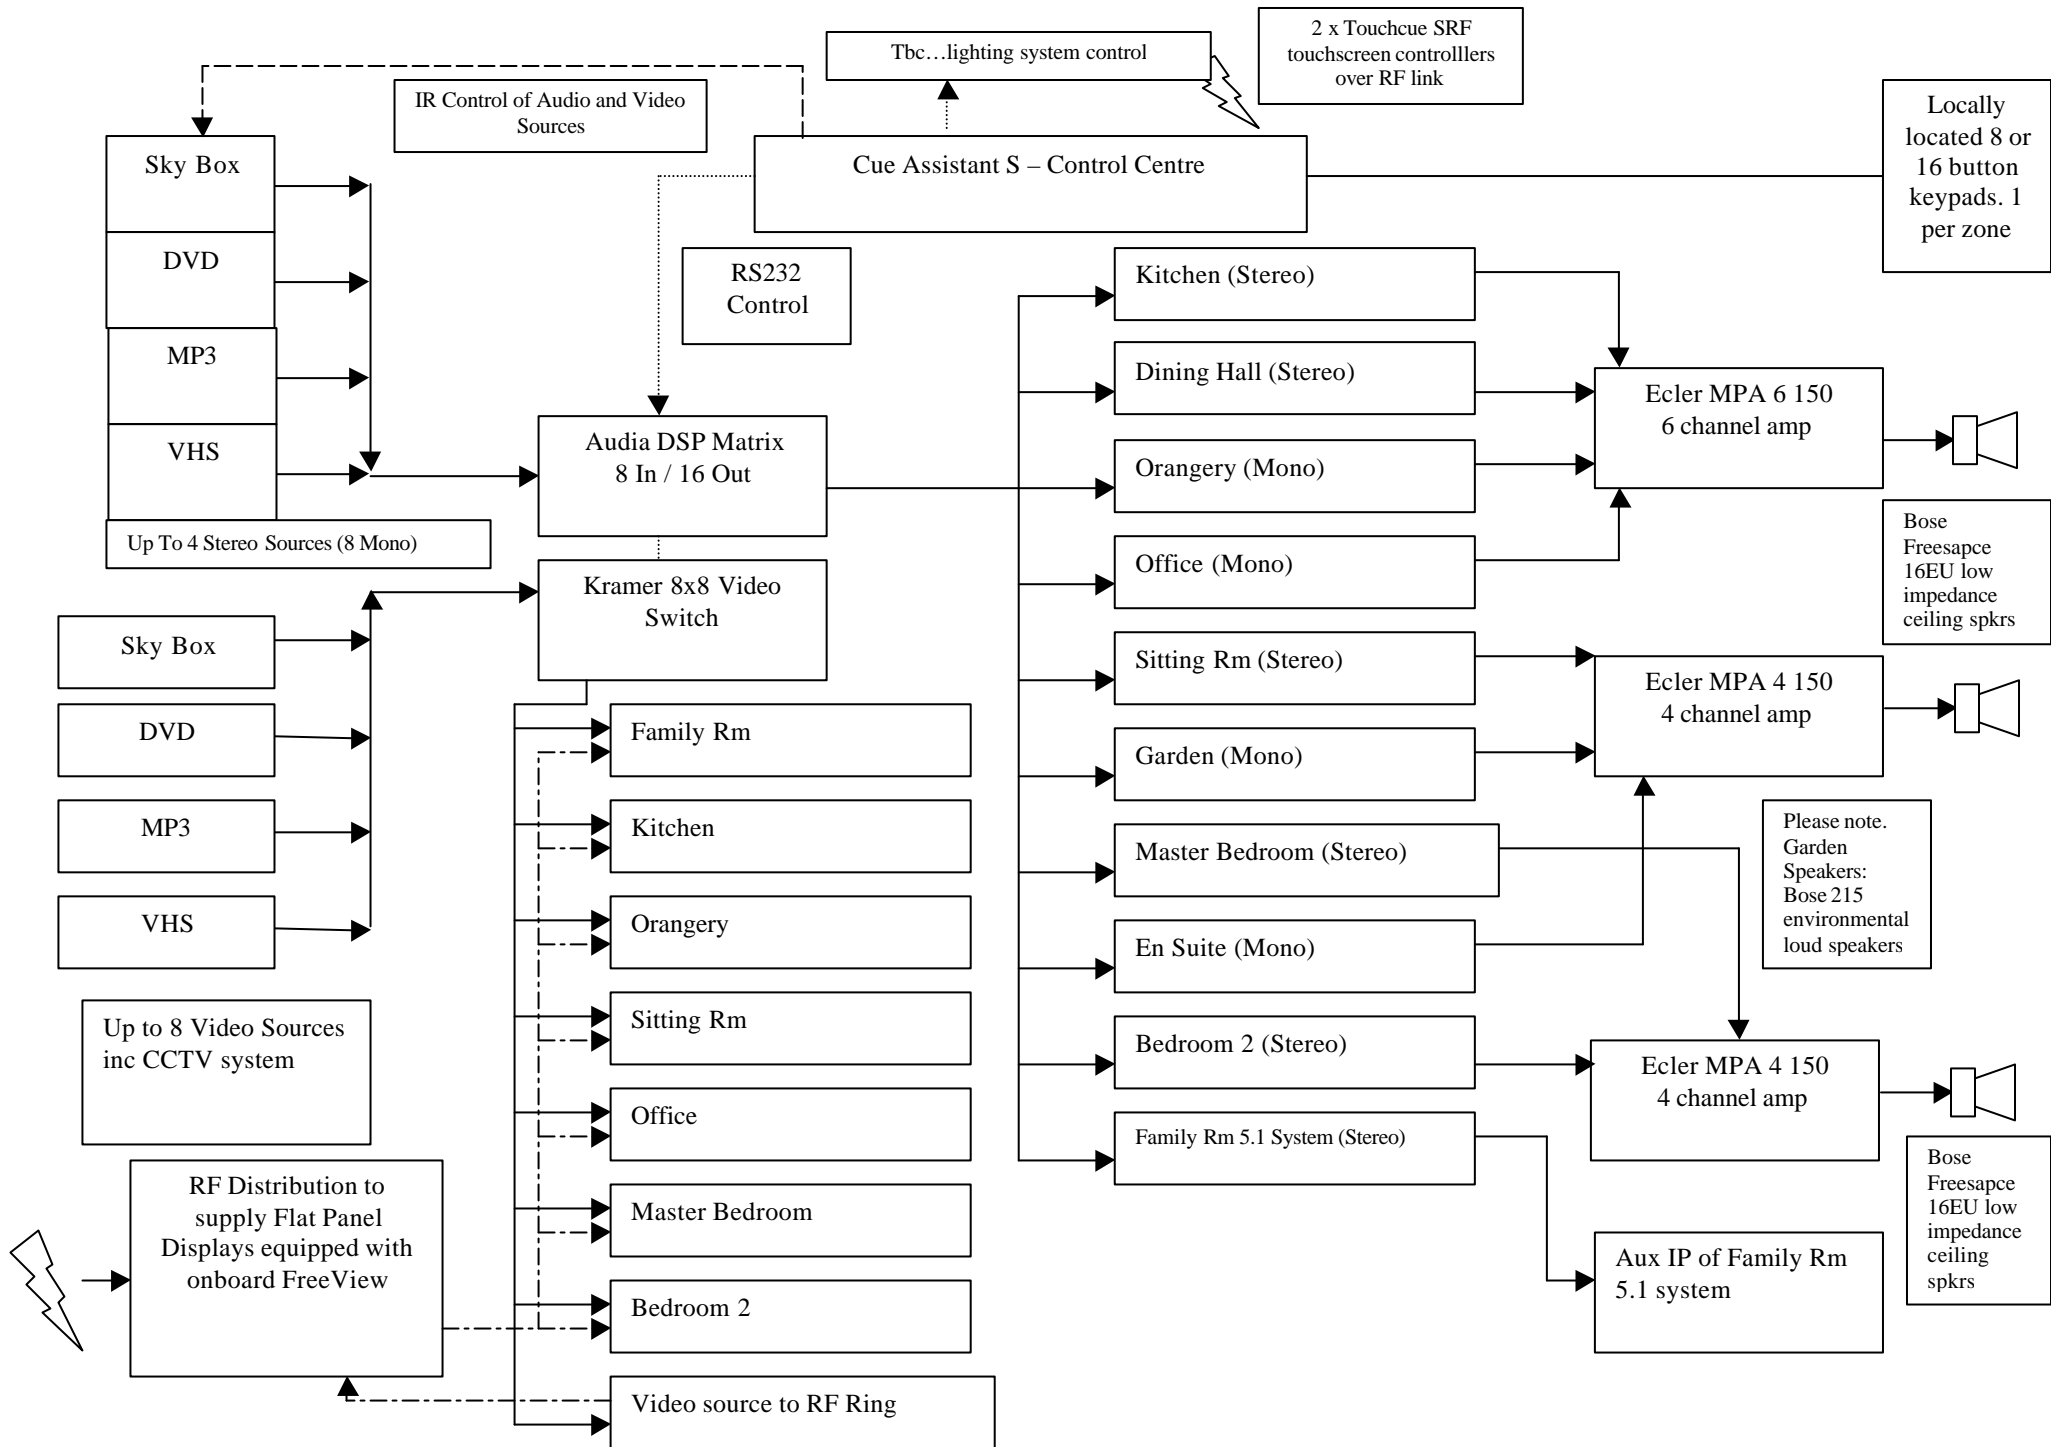 Tbc…lighting system control
2 x Touchcue SRF
touchscreen controlllers
over RF link
IR Control of Audio and Video
Sources
Locally
located 8 or
16 button
keypads. 1
per zone
Cue Assistant S – Control Centre
Sky Box
DVD
MP3
VHS
Up To 4 Stereo Sources (8 Mono)
RS232
Control
Audia DSP Matrix
8 In / 16 Out
Kramer 8x8 Video
Switch
Sky Box
DVD
MP3
VHS
Up to 8 Video Sources
inc CCTV system
RF Distribution to
supply Flat Panel
Displays equipped with
onboard FreeView
Family Rm
Kitchen
Orangery
Sitting Rm
Office
Master Bedroom
Bedroom 2
Video source to RF Ring
Kitchen (Stereo)
Dining Hall (Stereo)
Orangery (Mono)
Office (Mono)
Sitting Rm (Stereo)
Garden (Mono)
Master Bedroom (Stereo)
En Suite (Mono)
Bedroom 2 (Stereo)
Family Rm 5.1 System (Stereo)
Ecler MPA 6 150
6 channel amp
Bose
Freesapce
16EU low
impedance
ceiling spkrs
Ecler MPA 4 150
4 channel amp
Please note.
Garden
Speakers:
Bose 215
environmental
loud speakers
Ecler MPA 4 150
4 channel amp
Bose
Freesapce
16EU low
impedance
ceiling
spkrs
Aux IP of Family Rm
5.1 system